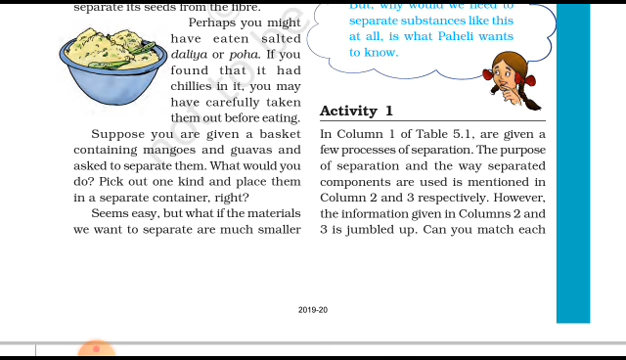 separate its seeds from the fibre.
Perhaps you might
have eaten salted
daliya or poha. If you
found that it had
chillies in it, you may
have carefully taken
them out before eating.
Suppose you are given a basket
containing mangoes and guavas and
asked to separate them. What would you
do? Pick out one kind and place them
in a separate container, right?
Seems easy, but what if the materials
we want to separate are much smaller
But, why would we need to
separate substances like this
at all, is what Paheli wants
to know.
Activity 1
In Column 1 of Table 5.1, are given a
few processes of separation. The purpose
of separation and the way separated
components are used is mentioned in
Column 2 and 3 respectively. However,
the information given in Columns 2 and
3 is jumbled up. Can you match each
2019-20